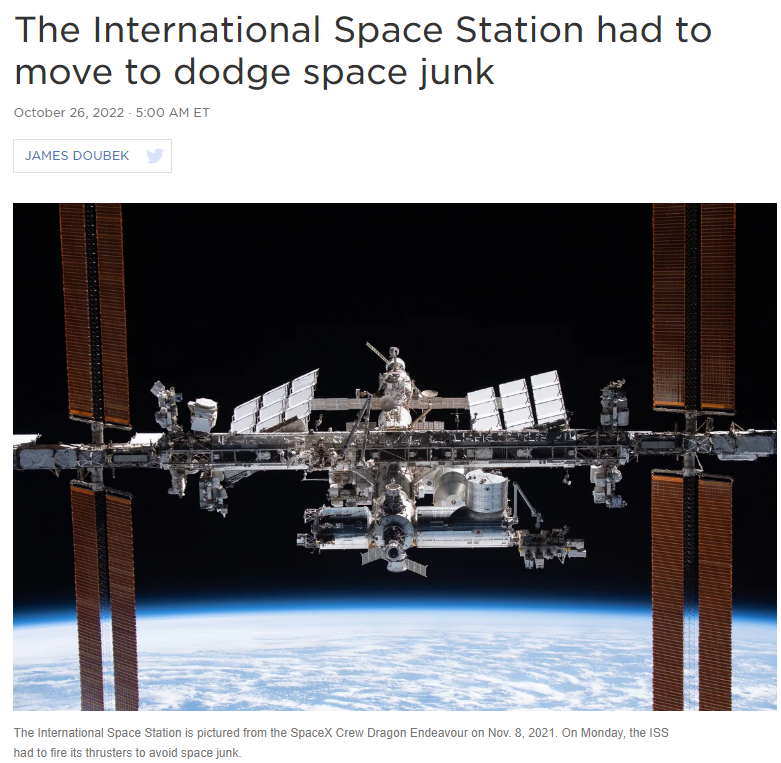 The International Space Station had to
move to dodge space junk
October 26, 2022 · 5:00 AM ET
JAMES DOUBEK
The International Space Station is pictured from the SpaceX Crew Dragon Endeavour on Nov. 8, 2021. On Monday, the ISS
had to fire its thrusters to avoid space junk.